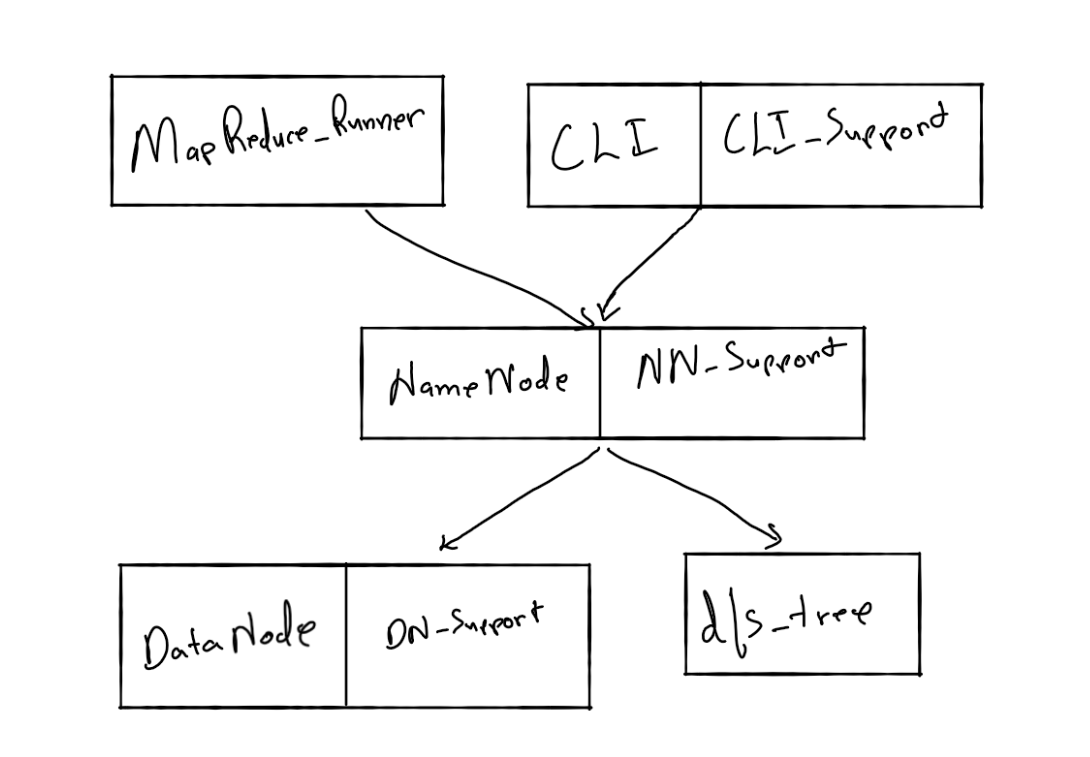 MapReduce_Runner
CLI
CLI_Support
NameNode
NN_Support
DataNode
DN_Support
dfs_tree